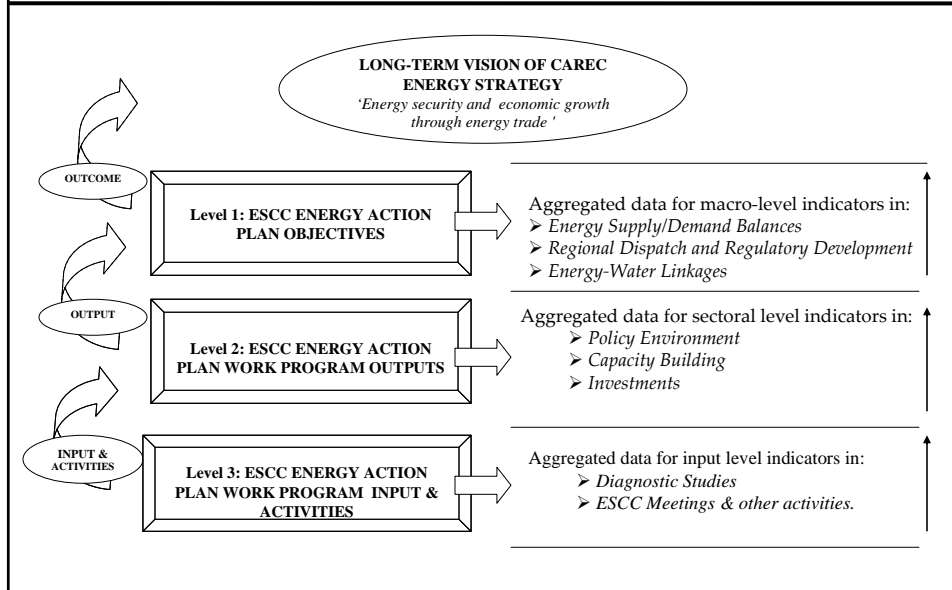 LONG-TERM VISION OF CAREC
ENERGY STRATEGY
‘Energy security and economic growth
through energy trade ’
OUTCOME
Level 1: ESCC ENERGY ACTION
PLAN OBJECTIVES
Aggregated data for macro-level indicators in:
➢ Energy Supply/Demand Balances
➢ Regional Dispatch and Regulatory Development
➢ Energy-Water Linkages
OUTPUT
Level 2: ESCC ENERGY ACTION
PLAN WORK PROGRAM OUTPUTS
Aggregated data for sectoral level indicators in:
➢ Policy Environment
➢ Capacity Building
➢ Investments
INPUT &
ACTIVITIES
Level 3: ESCC ENERGY ACTION
PLAN WORK PROGRAM INPUT &
ACTIVITIES
Aggregated data for input level indicators in:
➢ Diagnostic Studies
➢ ESCC Meetings & other activities.